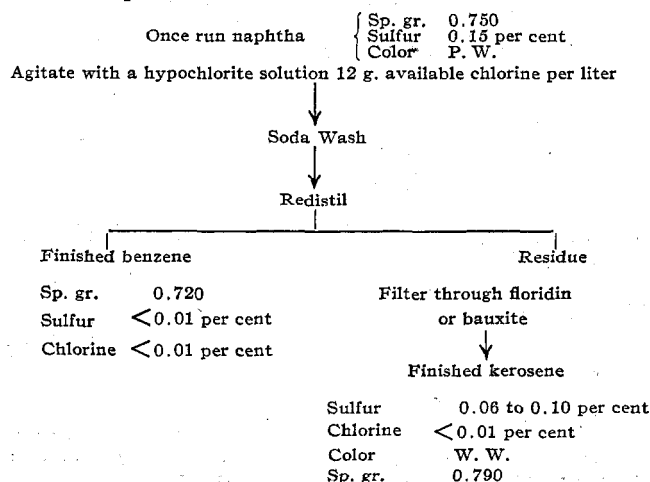 Once run naphtha
Sp. gr. 0.750
Sulfur 0.15 per cent
Color P. W.
Agitate with a hypochlorite solution 12 g. available chlorine per liter
Soda Wash
Redistil
Finished benzene
Sp. gr. 0.720
Sulfur <0.01 per cent
Chlorine <0.01 per cent
Residue
Filter through floridin
or bauxite
Finished kerosene
Sulfur 0.06 to 0.10 per cent
Chlorine <0.01 per cent
Color W. W.
Sp. gr. 0.790